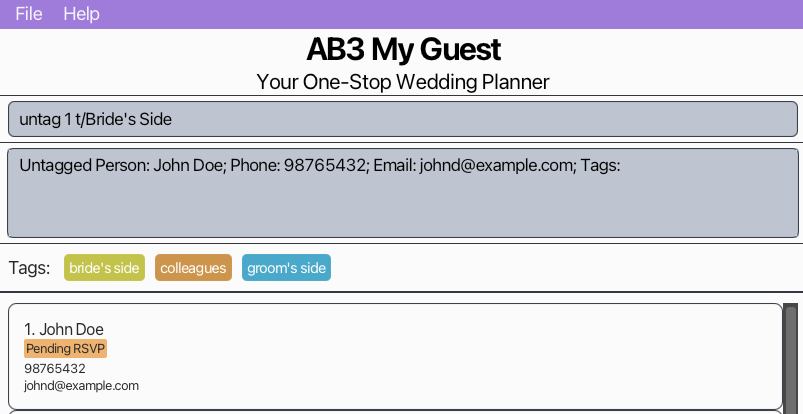 File Help
AB3 My Guest
Your One-Stop Wedding Planner
untag 1 t/Bride's Side
Untagged Person: John Doe; Phone: 98765432; Email: johnd@example.com; Tags:
Tags: bride's side colleagues groom's side
1. John Doe
Pending RSVP
98765432
johnd@example.com